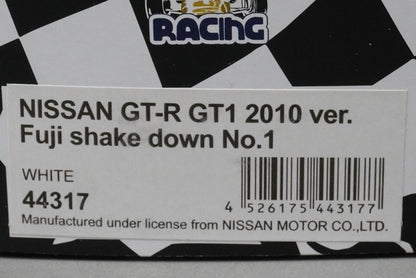 RACING
NISSAN GT-R GT1 2010 ver.
Fuji shake down No.1
WHITE
44317
4 526175 443177
Manufactured under license from NISSAN MOTOR CO.,LTD.